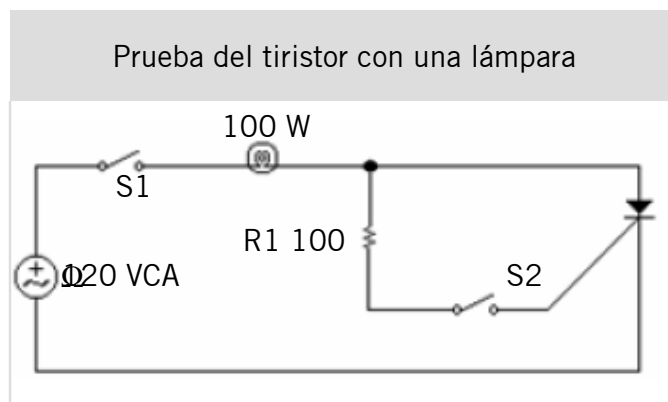 Prueba del tiristor con una lámpara
100 W
S1
R1 100
Ω
120 VCA
S2